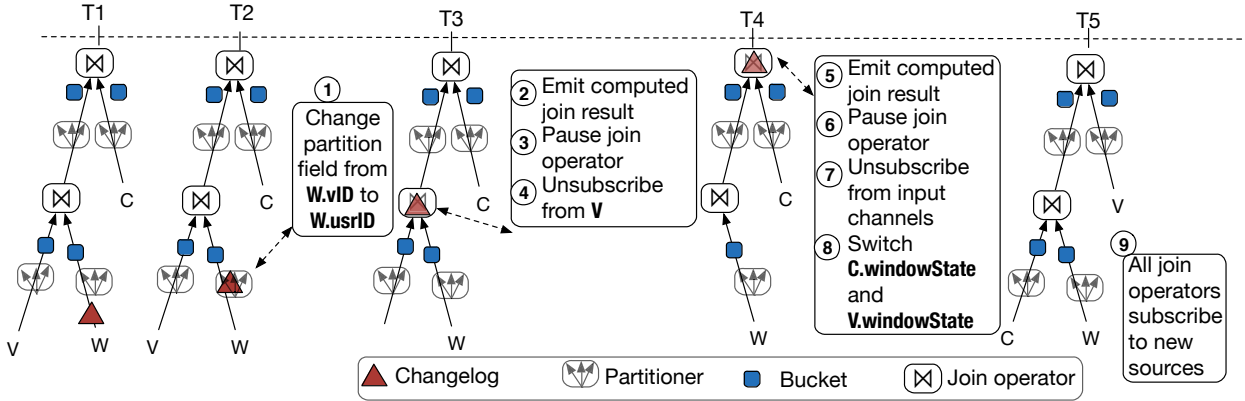 T1
T2
T3
T4
T5
1
Change
partition
field from
W.vID to
W.usrID
2 Emit computed
join result
3 Pause join
operator
4 Unsubscribe
from V
5 Emit computed
join result
6 Pause join
operator
7 Unsubscribe
from input
channels
8 Switch
C.windowState
and
V.windowState
9
All join
operators
subscribe
to new
sources
C
V
W
C
V
W
C
W
C
W
V
C
W
Changelog
Partitioner
Bucket
Join operator